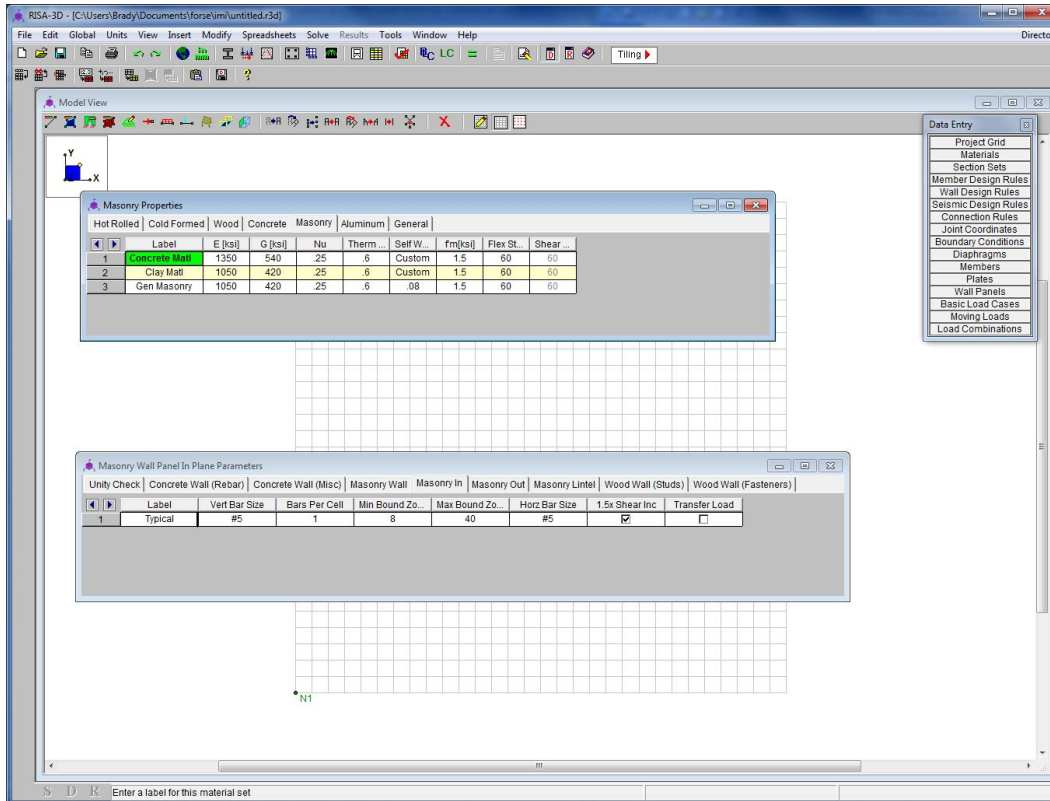 RISA-3D - [C:\Users\Brady\Documents\forse\imi\untitled.r3d]
File Edit Global Units View Insert Modify Spreadsheets Solve Results Tools Window Help Directo
LC = Tiling
Model View
Y
X
Data Entry
Project Grid
Materials
Section Sets
Member Design Rules
Wall Design Rules
Seismic Design Rules
Connection Rules
Joint Coordinates
Boundary Conditions
Diaphragms
Members
Plates
Wall Panels
Basic Load Cases
Moving Loads
Load Combinations
Masonry Properties
Hot Rolled Cold Formed Wood Concrete Masonry Aluminum General
Label E [ksi] G [ksi] Nu Therm ... Self W... f'm[ksi] Flex St... Shear ...
1 Concrete Matl 1350 540 .25 .6 Custom 1.5 60 60
2 Clay Matl 1050 420 .25 .6 Custom 1.5 60 60
3 Gen Masonry 1050 420 .25 .6 .08 1.5 60 60
Masonry Wall Panel In Plane Parameters
Unity Check Concrete Wall (Rebar) Concrete Wall (Misc) Masonry Wall Masonry In Masonry Out Masonry Lintel Wood Wall (Studs) Wood Wall (Fasteners)
Label Vert Bar Size Bars Per Cell Min Bound Zo... Max Bound Zo... Horz Bar Size 1.5x Shear Inc Transfer Load
1 Typical #5 1 8 40 #5
N1
S D R Enter a label for this material set